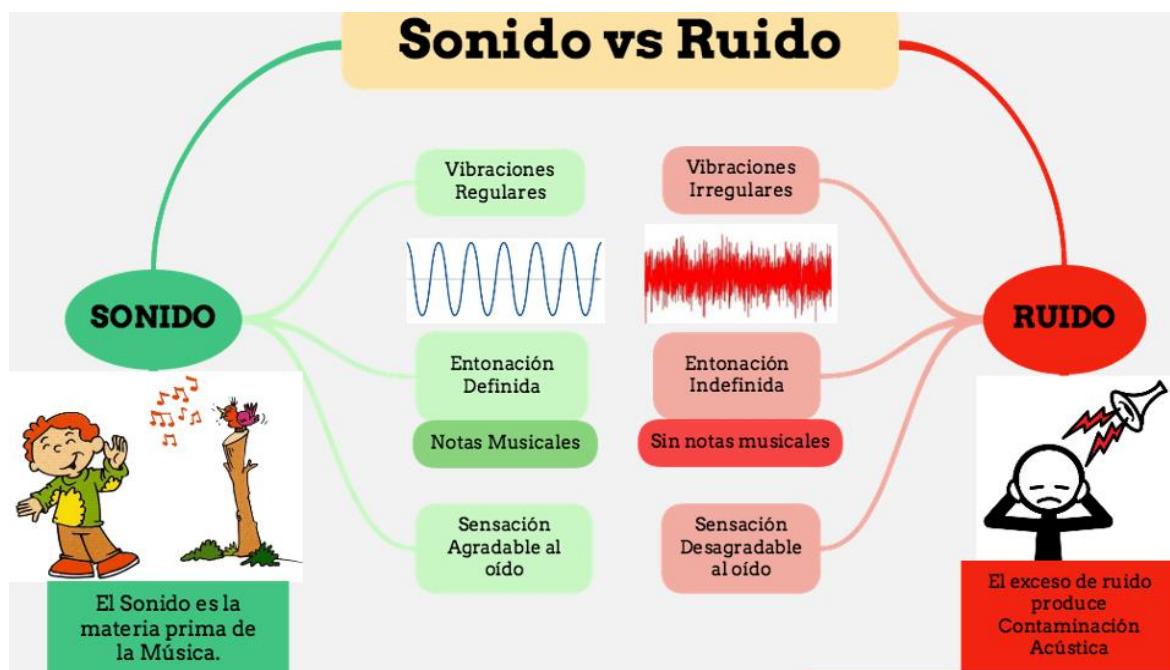 Sonido vs Ruido
Vibraciones
Regulares
Vibraciones
Irregulares
SONIDO
RUIDO
Entonación
Definida
Entonación
Indefinida
Notas Musicales
Sin notas musicales
Sensación
Agradable al
oído
Sensación
Desagradable
al oído
El Sonido es la
materia prima de
la Música.
El exceso de ruido
produce
Contaminación
Acústica